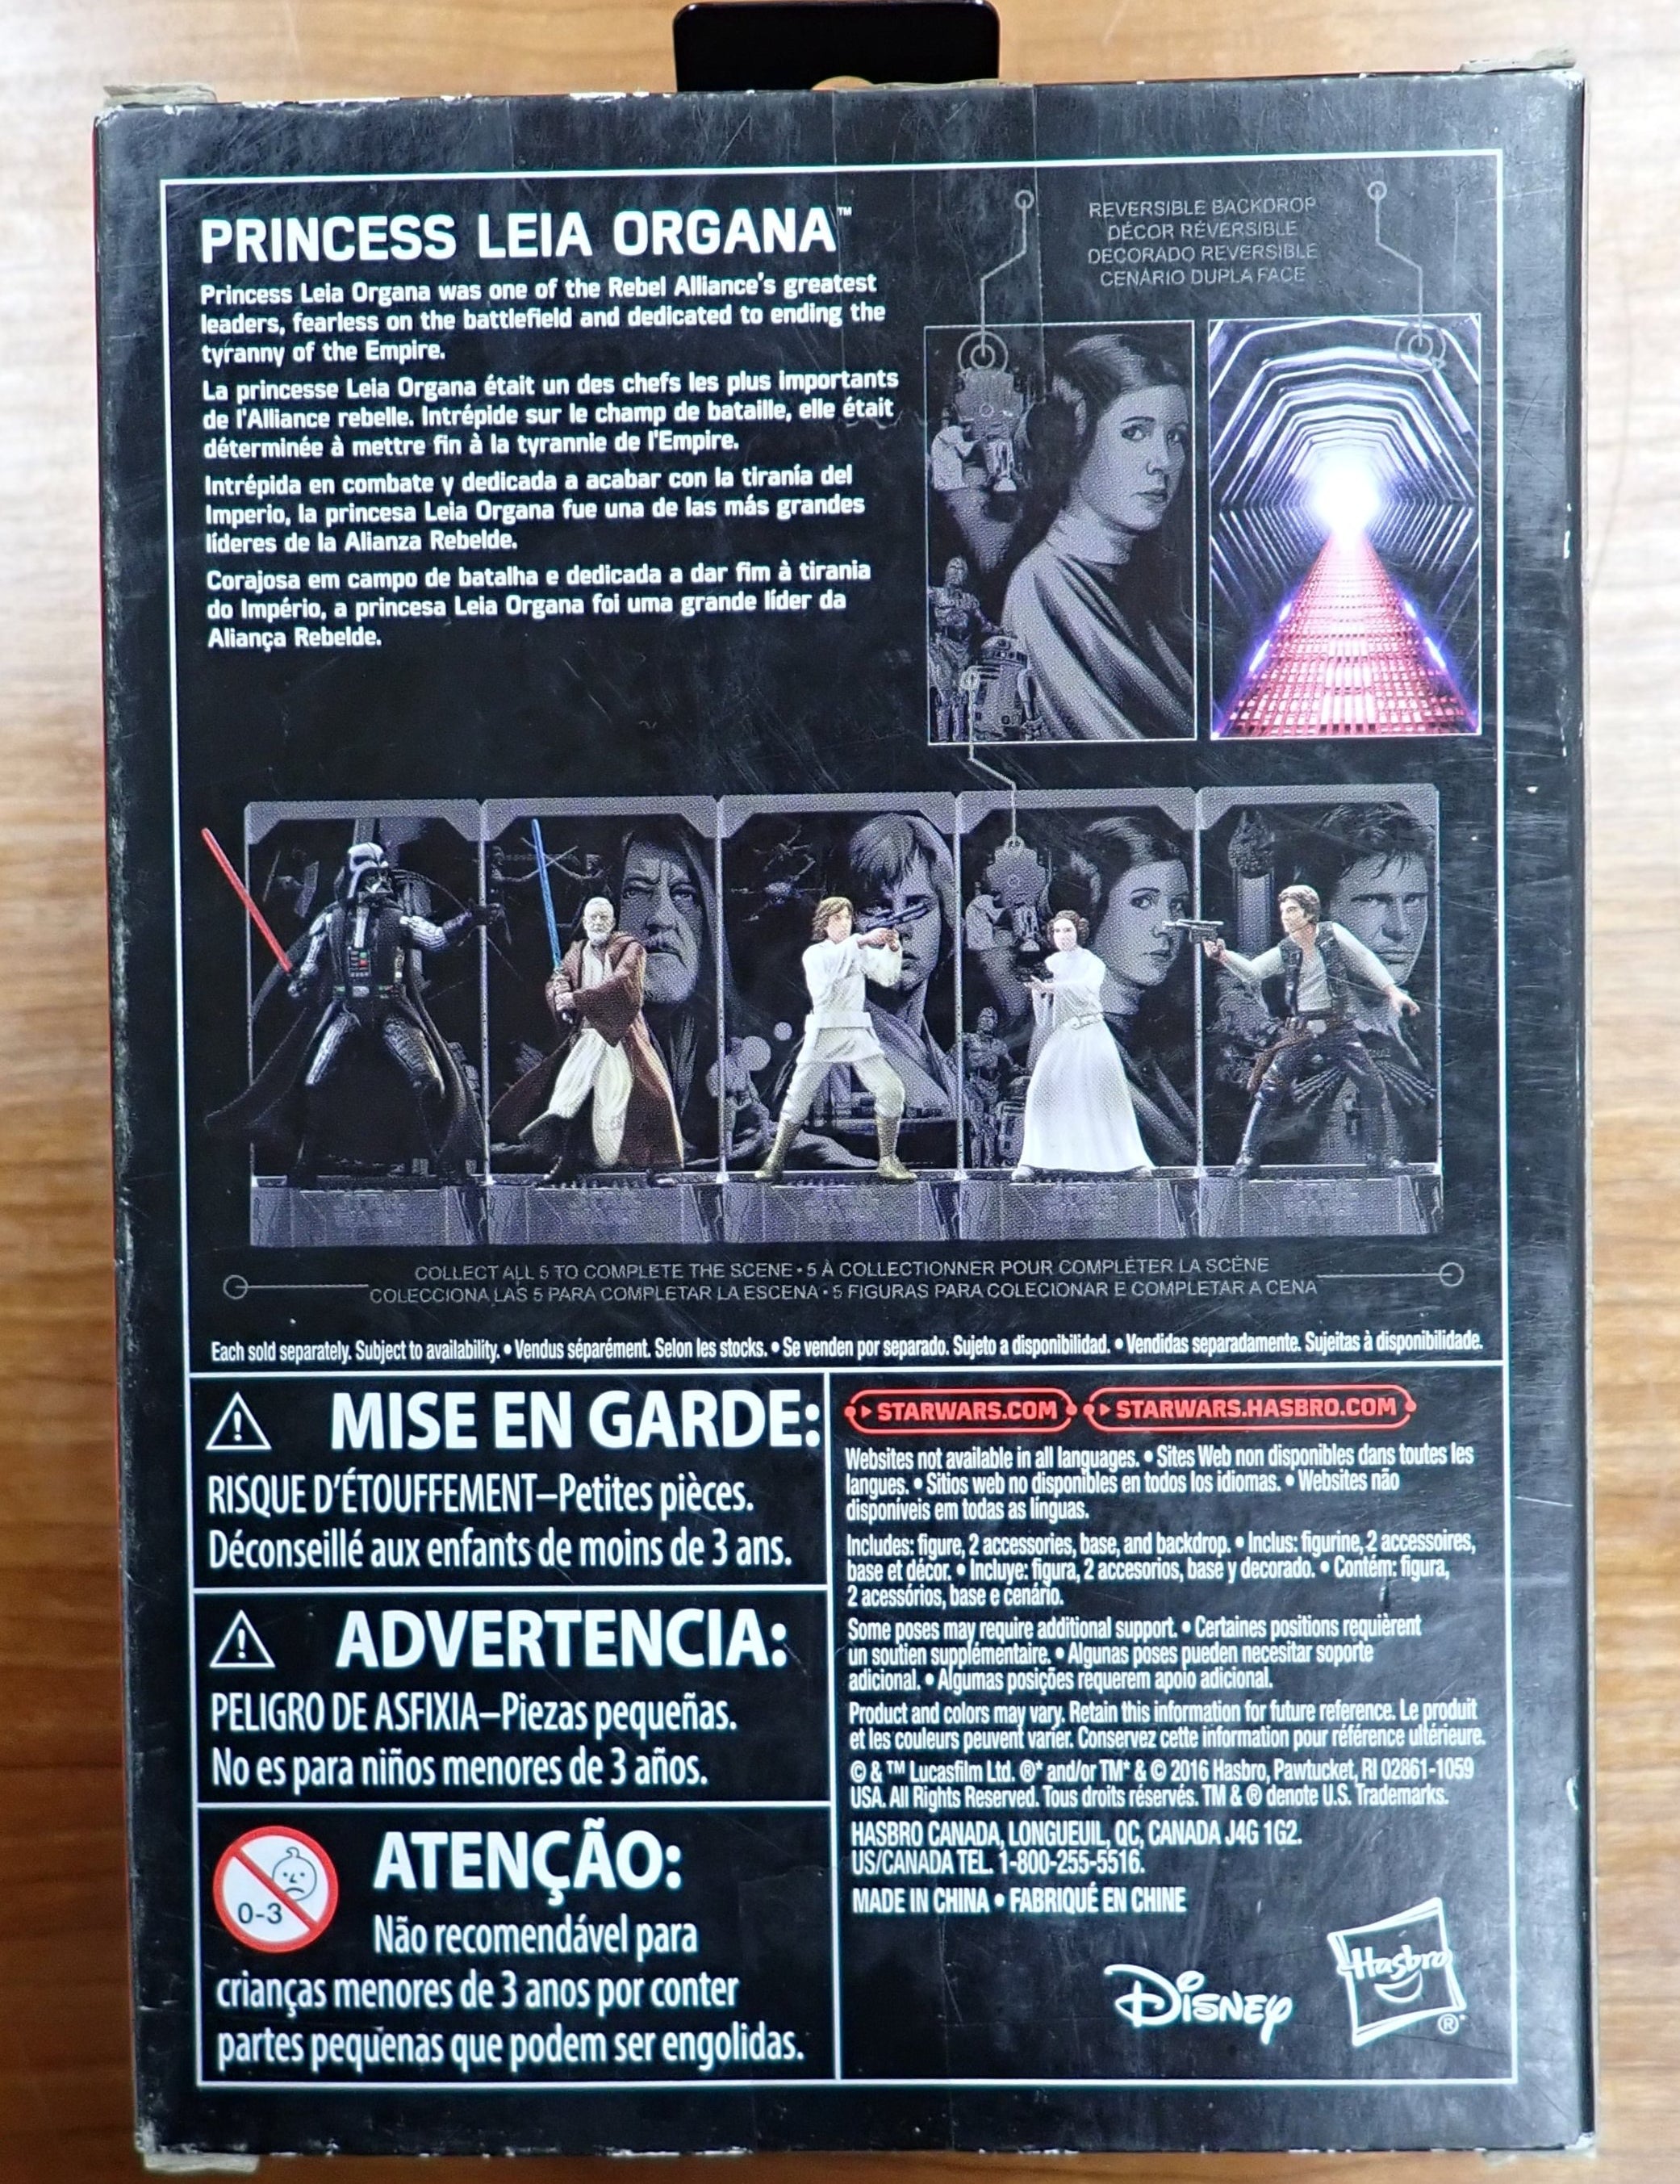 PRINCESS LEIA ORGANA™
Princess Leia Organa was one of the Rebel Alliance's greatest
leaders, fearless on the battlefield and dedicated to ending the
tyranny of the Empire.
La princesse Leia Organa était un des chefs les plus importants
de l'Alliance rebelle. Intrépide sur le champ de bataille, elle était
déterminée à mettre fin à la tyrannie de l'Empire.
Intrépida en combate y dedicada a acabar con la tiranía del
Imperio, la princesa Leia Organa fue una de las más grandes
líderes de la Alianza Rebelde.
Corajosa em campo de batalha e dedicada a dar fim à tirania
do Império, a princesa Leia Organa foi uma grande líder da
Aliança Rebelde.
REVERSIBLE BACKDROP
DÉCOR RÉVERSIBLE
DECORADO REVERSIBLE
CENÁRIO DUPLA FACE
COLLECT ALL 5 TO COMPLETE THE SCENE • 5 À COLLECTIONNER POUR COMPLÉTER LA SCÈNE
COLECCIONA LAS 5 PARA COMPLETAR LA ESCENA • 5 FIGURAS PARA COLECIONAR E COMPLETAR A CENA
Each sold separately. Subject to availability. • Vendus séparément. Selon les stocks. • Se venden por separado. Sujeto a disponibilidad. • Vendidas separadamente. Sujeitas à disponibilidade.
MISE EN GARDE:
RISQUE D'ÉTOUFFEMENT–Petites pièces.
Déconseillé aux enfants de moins de 3 ans.
ADVERTENCIA:
PELIGRO DE ASFIXIA–Piezas pequeñas.
No es para niños menores de 3 años.
0-3
ATENÇÃO:
Não recomendável para
crianças menores de 3 anos por conter
partes pequenas que podem ser engolidas.
STARWARS.COM STARWARS.HASBRO.COM
Websites not available in all languages. • Sites Web non disponibles dans toutes les
langues. • Sitios web no disponibles en todos los idiomas. • Websites não
disponíveis em todas as línguas.
Includes: figure, 2 accessories, base, and backdrop. • Inclus: figurine, 2 accessoires,
base et décor. • Incluye: figura, 2 accesorios, base y decorado. • Contém: figura,
2 acessórios, base e cenário.
Some poses may require additional support. • Certaines positions requièrent
un soutien supplémentaire. • Algunas poses pueden necesitar soporte
adicional. • Algumas posições requerem apoio adicional.
Product and colors may vary. Retain this information for future reference. Le produit
et les couleurs peuvent varier. Conservez cette information pour référence ultérieure.
© & ™ Lucasfilm Ltd. ®* and/or TM* & © 2016 Hasbro, Pawtucket, RI 02861-1059
USA. All Rights Reserved. Tous droits réservés. TM & ® denote U.S. Trademarks.
HASBRO CANADA, LONGUEUIL, QC, CANADA J4G 1G2.
US/CANADA TEL. 1-800-255-5516.
MADE IN CHINA • FABRIQUÉ EN CHINE
Disney
Hasbro
®*